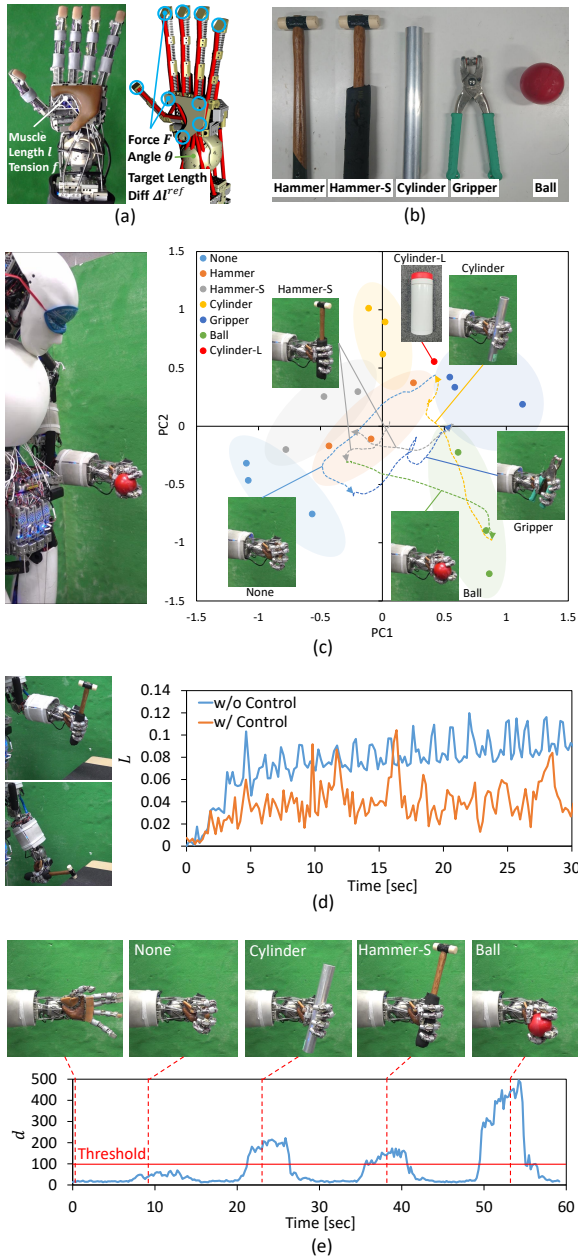 Muscle
Length l
Tension f
Force F
Angle θ
Target Length
Diff Δl^ref
(a)
Hammer
Hammer-S
Cylinder
Gripper
Ball
(b)
1.5
1
0.5
0
-0.5
-1
-1.5
PC2
None
Hammer
Hammer-S
Cylinder
Gripper
Ball
Cylinder-L
Hammer-S
Cylinder-L
Cylinder
None
Ball
Gripper
-1.5
-1
-0.5
0
0.5
1
1.5
PC1
(c)
0.14
0.12
0.1
0.08
0.06
0.04
0.02
0
L
w/o Control
w/ Control
0
5
10
15
20
25
30
Time [sec]
(d)
None
Cylinder
Hammer-S
Ball
500
400
300
200
100
0
d
Threshold
0
10
20
30
40
50
60
Time [sec]
(e)